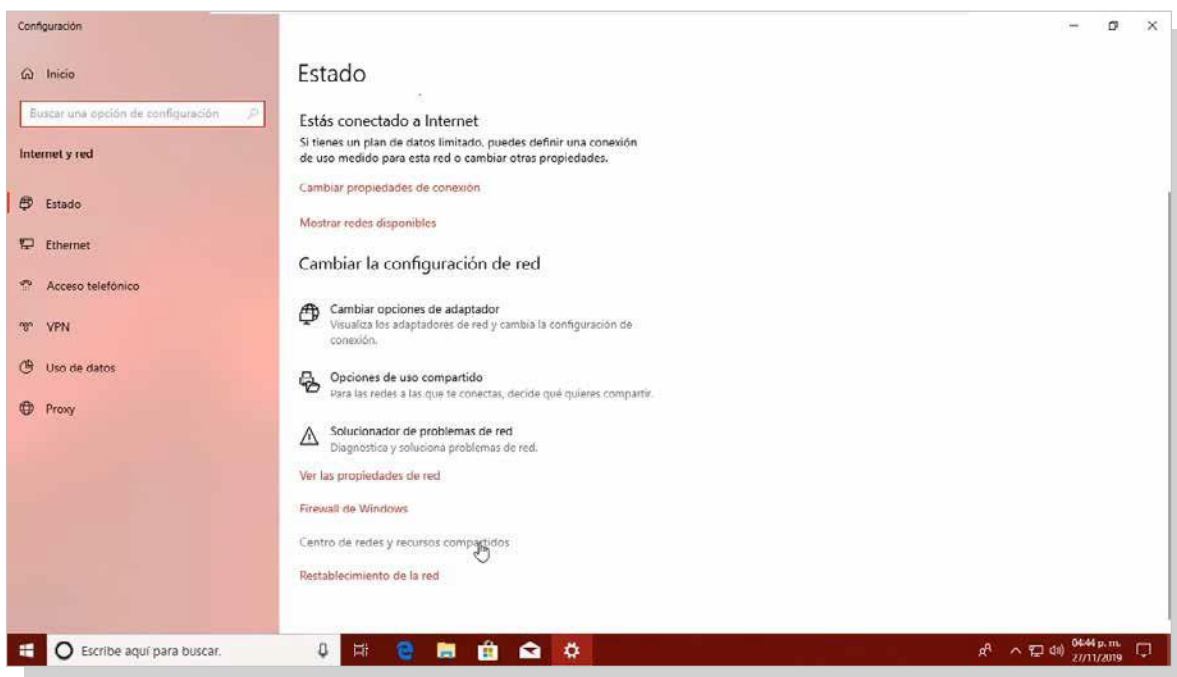 Configuración
Inicio
Buscar una opción de configuración
Internet y red
Estado
Ethernet
Acceso telefónico
VPN
Uso de datos
Proxy
Estado
Estás conectado a Internet
Si tienes un plan de datos limitado, puedes definir una conexión
de uso medido para esta red o cambiar otras propiedades.
Cambiar propiedades de conexión
Mostrar redes disponibles
Cambiar la configuración de red
Cambiar opciones de adaptador
Visualiza los adaptadores de red y cambia la configuración de
conexión.
Opciones de uso compartido
Para las redes a las que te conectas, decide qué quieres compartir.
Solucionador de problemas de red
Diagnostica y soluciona problemas de red.
Ver las propiedades de red
Firewall de Windows
Centro de redes y recursos compartidos
Restablecimiento de la red
Escribe aquí para buscar.
04:44 p. m.
27/11/2019